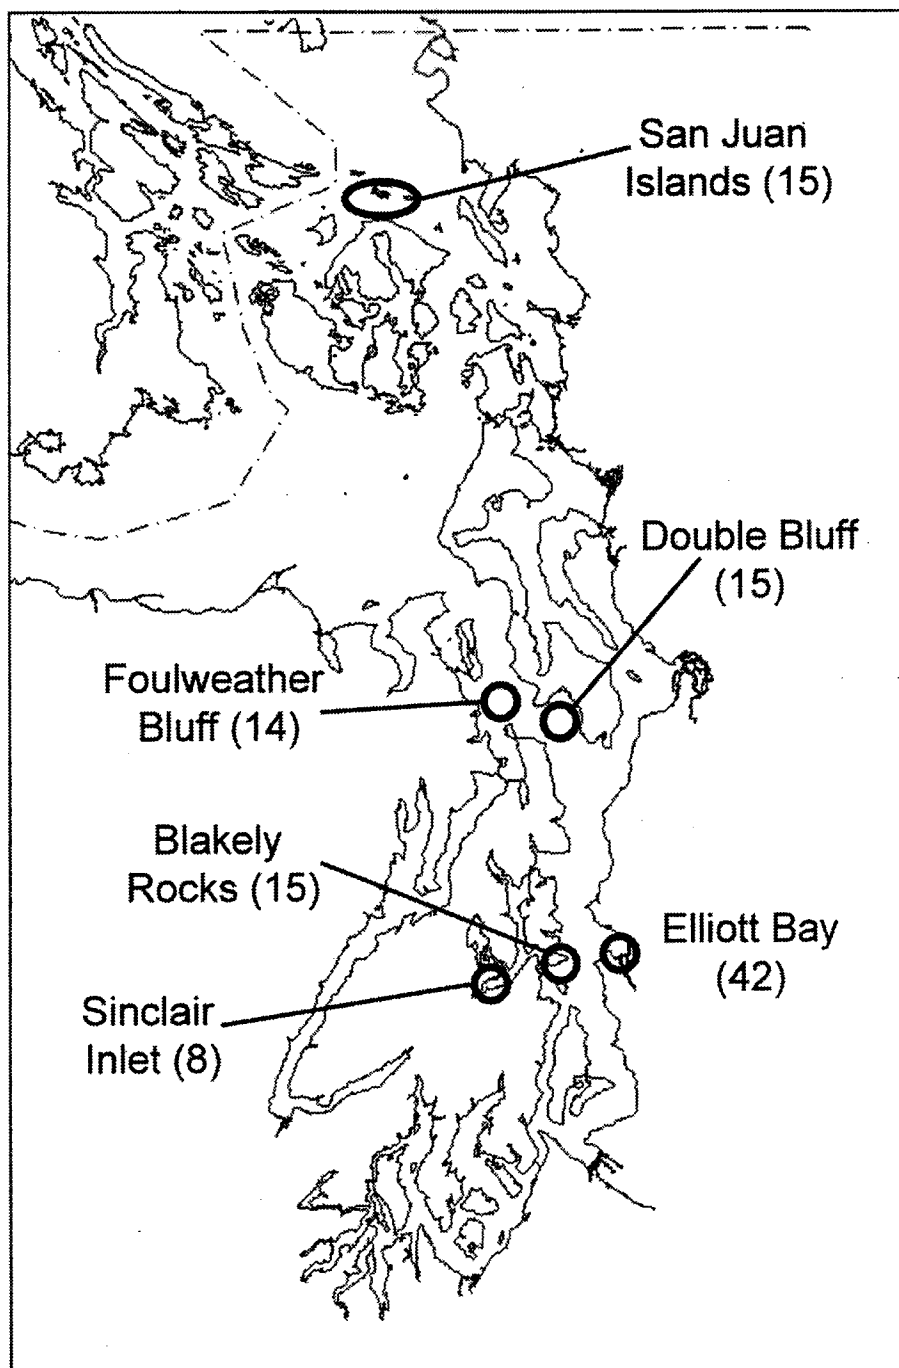 San Juan
Islands (15)
Double Bluff
(15)
Foulweather
Bluff (14)
Blakely
Rocks (15)
Elliott Bay
(42)
Sinclair
Inlet (8)